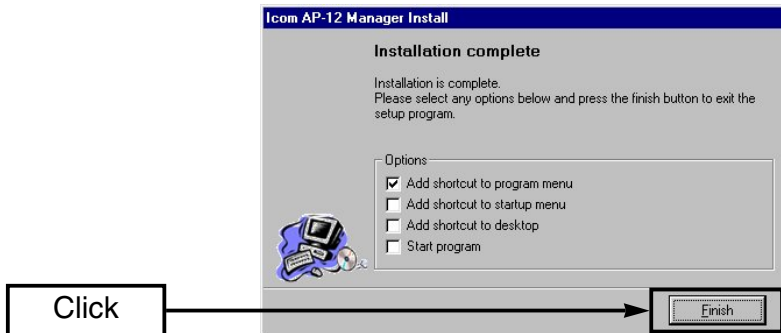 Icom AP-12 Manager Install
Installation complete
Installation is complete.
Please select any options below and press the finish button to exit the
setup program.
Options
Add shortcut to program menu
Add shortcut to startup menu
Add shortcut to desktop
Start program
Click
Finish